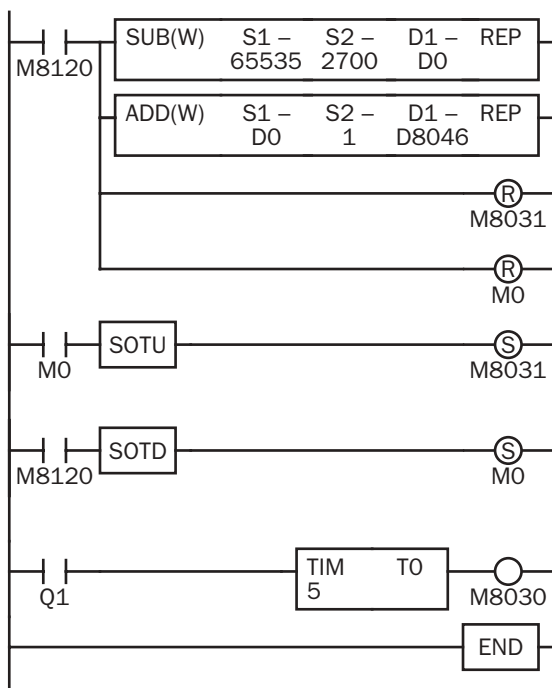 SUB(W) S1 – S2 – D1 – REP
M8120 65535 2700 D0
ADD(W) S1 – S2 – D1 – REP
D0 1 D8046
R
M8031
R
M0
SOTU S
M0 M8031
SOTD S
M8120 M0
TIM T0
5
Q1 M8030
END